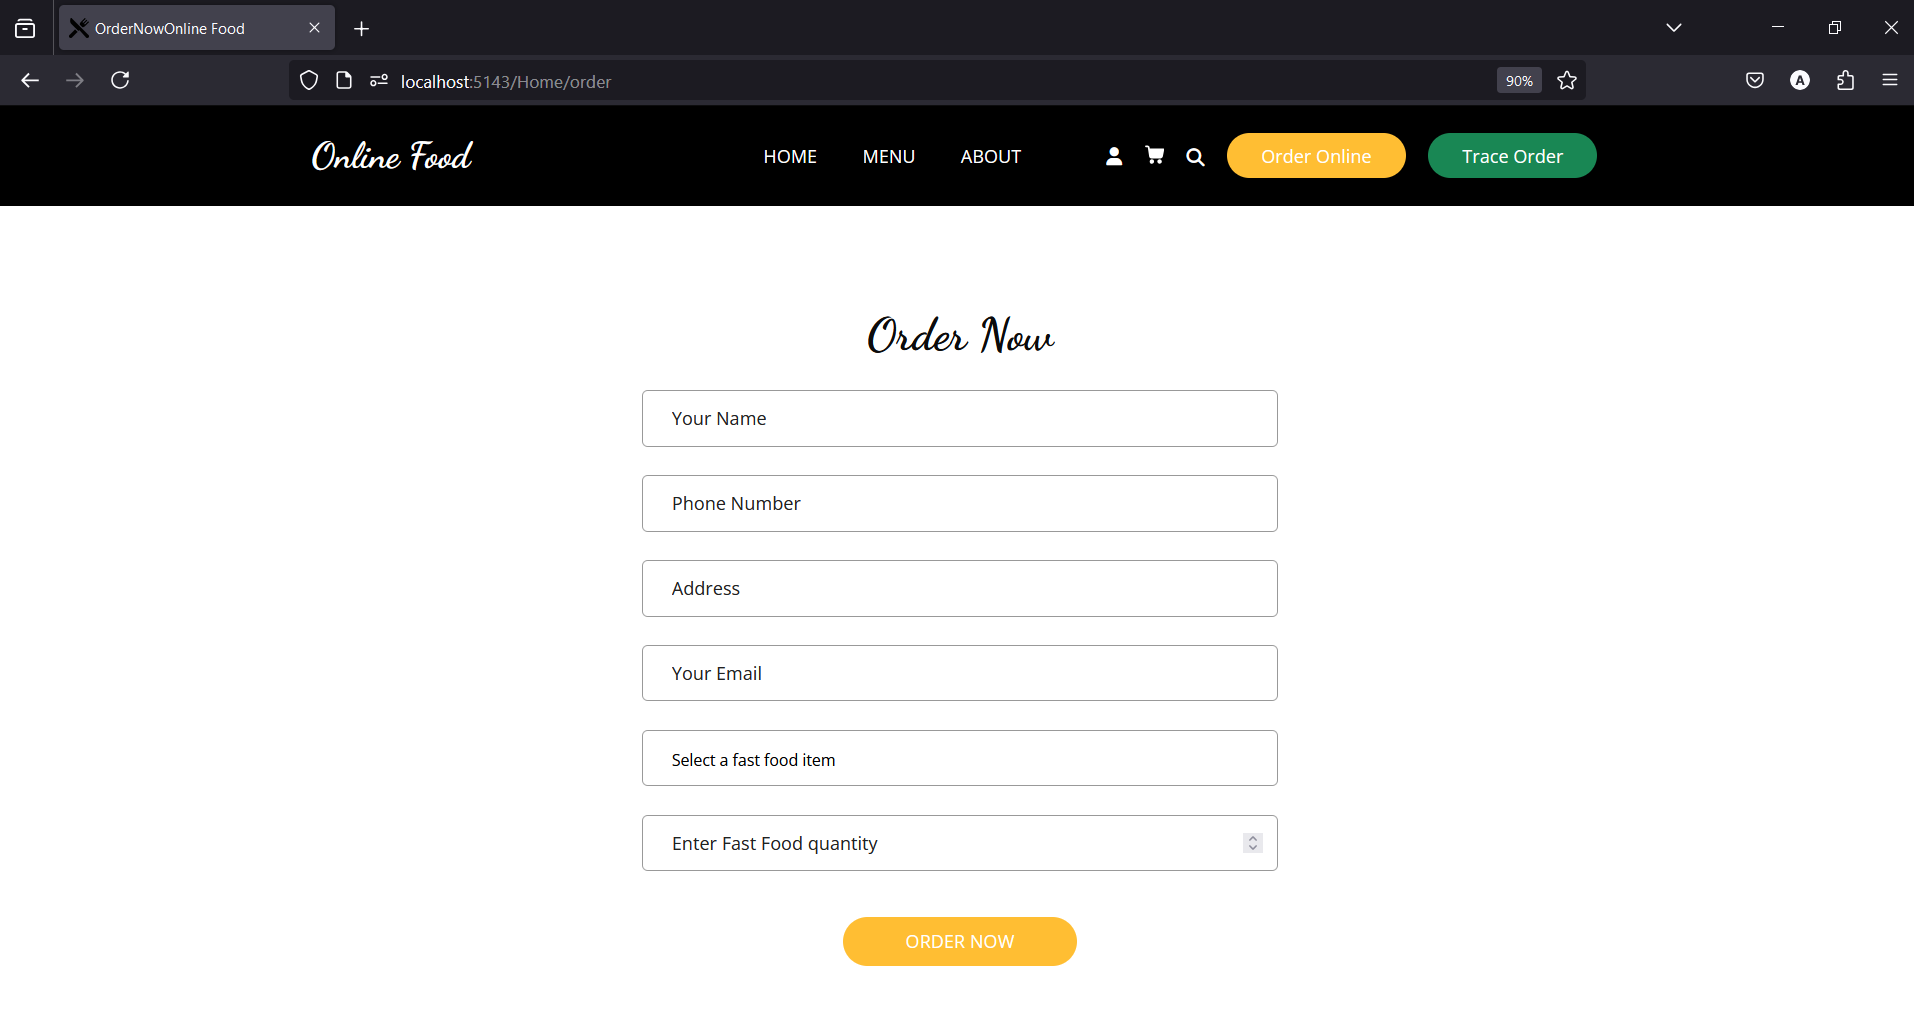 OrderNowOnline Food
localhost:5143/Home/order
90%
A
Online Food
HOME
MENU
ABOUT
Order Online
Trace Order
Order Now
Your Name
Phone Number
Address
Your Email
Select a fast food item
Enter Fast Food quantity
ORDER NOW